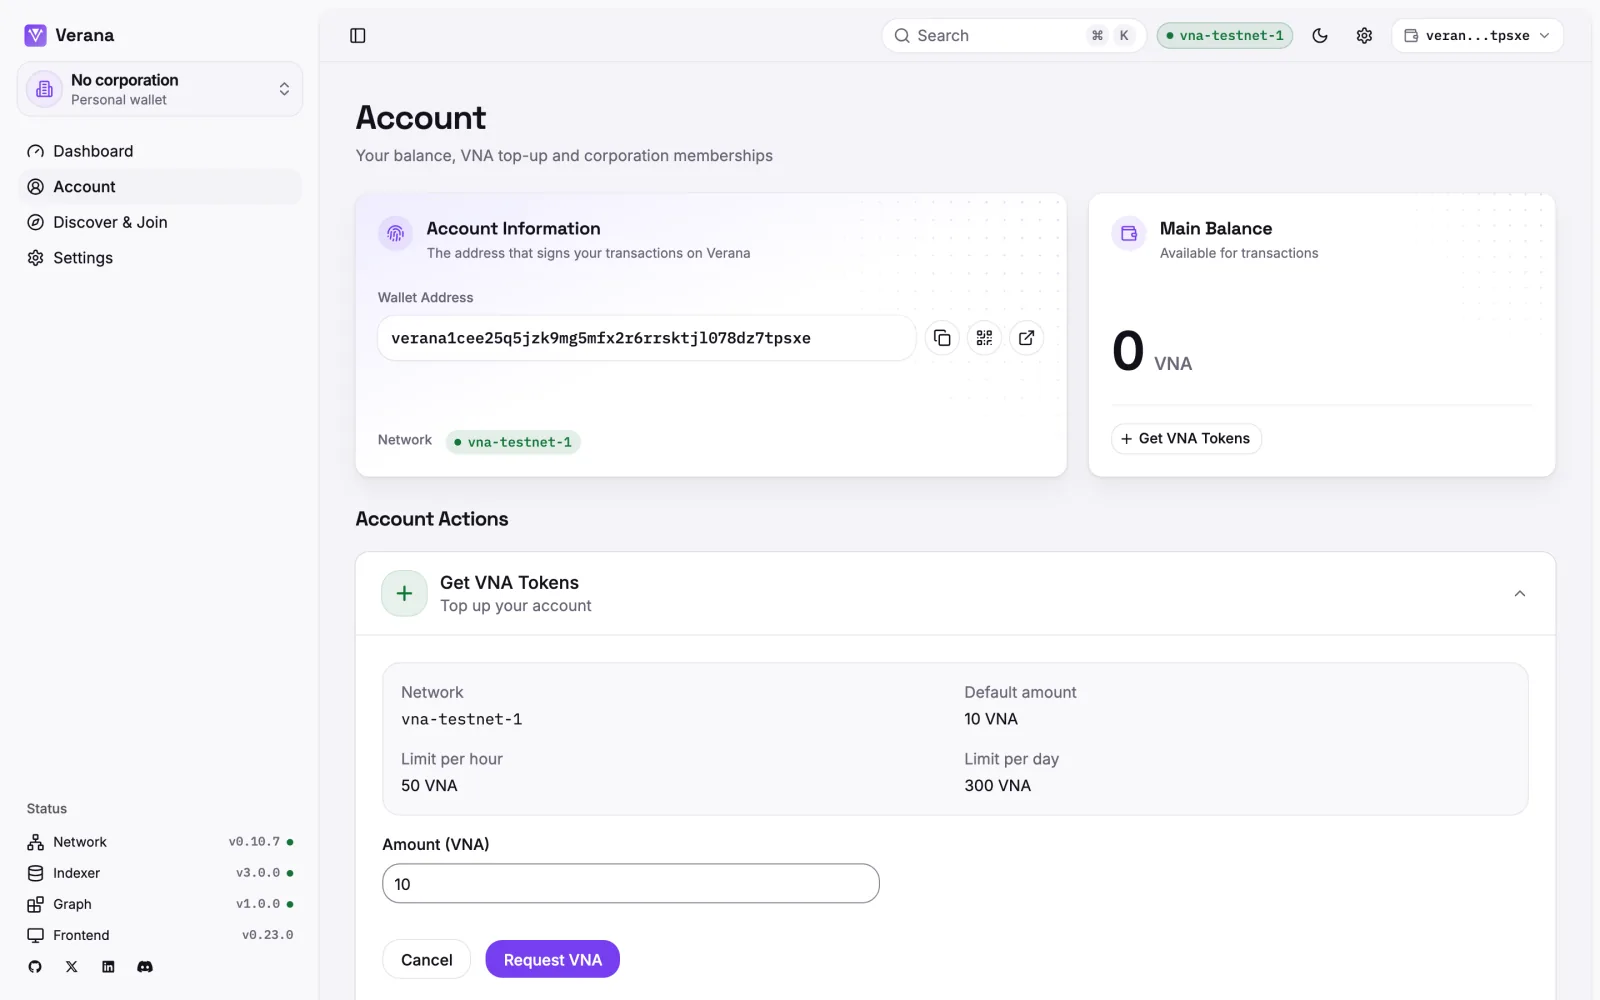 Verana
No corporation
Personal wallet
Dashboard
Account
Discover & Join
Settings
Status
Network v0.10.7
Indexer v3.0.0
Graph v1.0.0
Frontend v0.23.0
Search ⌘ K
vna-testnet-1
veran...tpsxe
Account
Your balance, VNA top-up and corporation memberships
Account Information
The address that signs your transactions on Verana
Wallet Address
verana1cee25q5jzk9mg5mfx2r6rrsktjl078dz7tpsxe
Network vna-testnet-1
Main Balance
Available for transactions
0 VNA
+ Get VNA Tokens
Account Actions
Get VNA Tokens
Top up your account
Network
vna-testnet-1
Default amount
10 VNA
Limit per hour
50 VNA
Limit per day
300 VNA
Amount (VNA)
10
Cancel
Request VNA